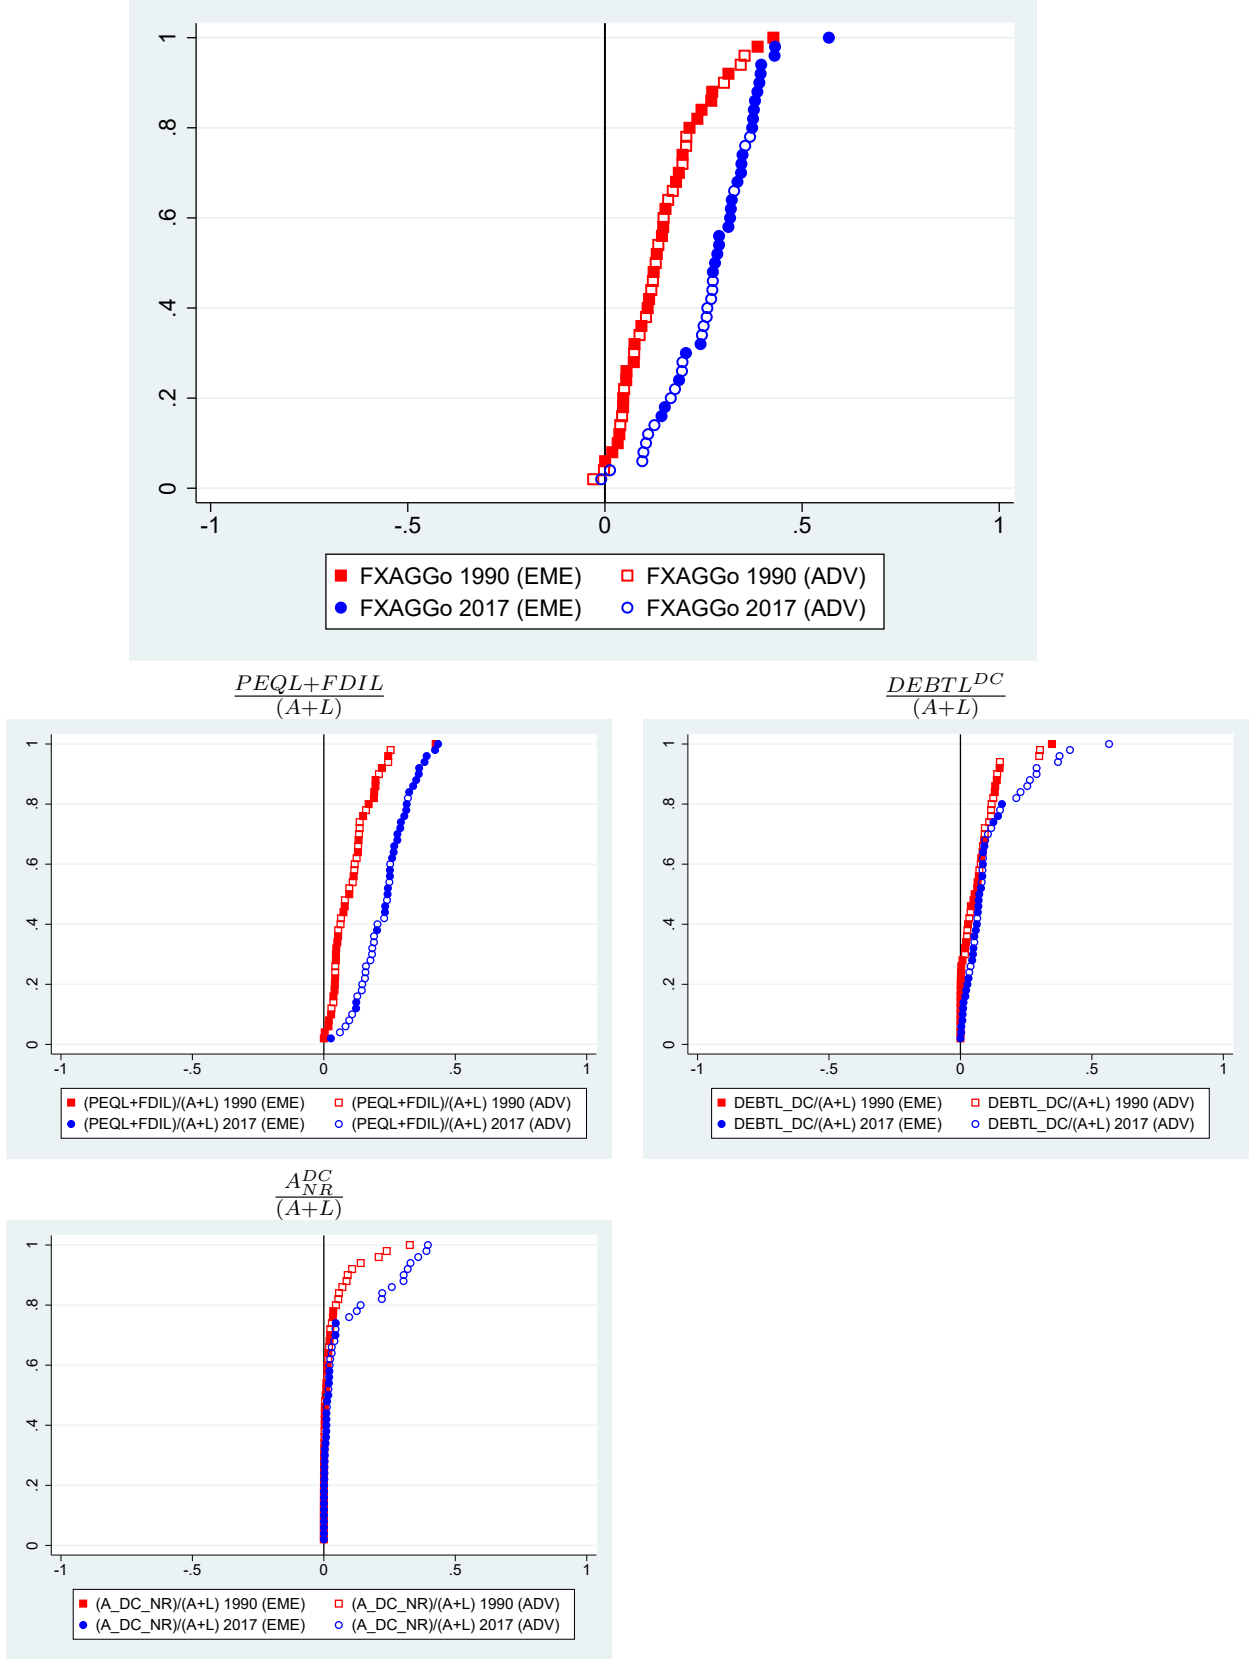 1
.8
.6
.4
.2
0
-1 -.5 0 .5 1
FXAGGo 1990 (EME) FXAGGo 1990 (ADV)
FXAGGo 2017 (EME) FXAGGo 2017 (ADV)
PEQL+FDIL
(A+L)
1
.8
.6
.4
.2
0
-1 -.5 0 .5 1
(PEQL+FDIL)/(A+L) 1990 (EME) (PEQL+FDIL)/(A+L) 1990 (ADV)
(PEQL+FDIL)/(A+L) 2017 (EME) (PEQL+FDIL)/(A+L) 2017 (ADV)
DEBTL^DC
(A+L)
1
.8
.6
.4
.2
0
-1 -.5 0 .5 1
DEBTL_DC/(A+L) 1990 (EME) DEBTL_DC/(A+L) 1990 (ADV)
DEBTL_DC/(A+L) 2017 (EME) DEBTL_DC/(A+L) 2017 (ADV)
A^DC_NR
(A+L)
1
.8
.6
.4
.2
0
-1 -.5 0 .5 1
(A_DC_NR)/(A+L) 1990 (EME) (A_DC_NR)/(A+L) 1990 (ADV)
(A_DC_NR)/(A+L) 2017 (EME) (A_DC_NR)/(A+L) 2017 (ADV)